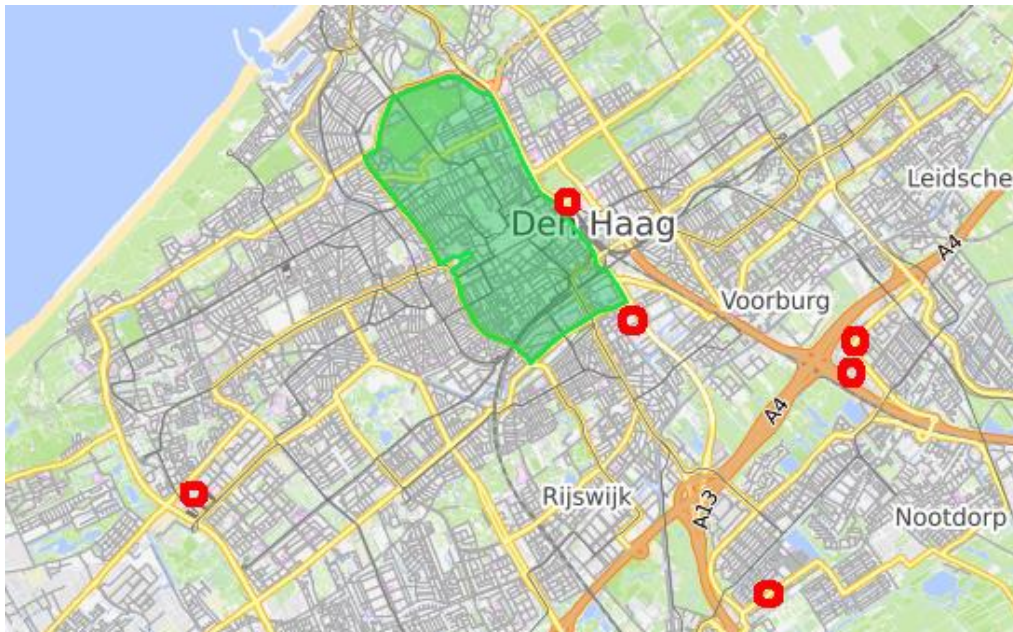 Leidsche
Den Haag
A4
Voorburg
A4
Rijswijk
A13
Nootdorp